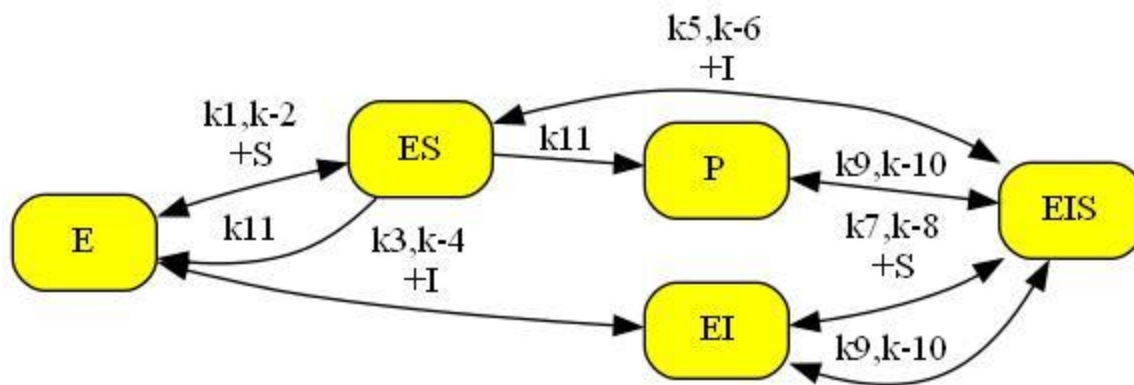 k5,k-6
+I
k1,k-2
+S
ES
k11
P
k9,k-10
EIS
E
k11
k3,k-4
+I
k7,k-8
+S
EI
k9,k-10